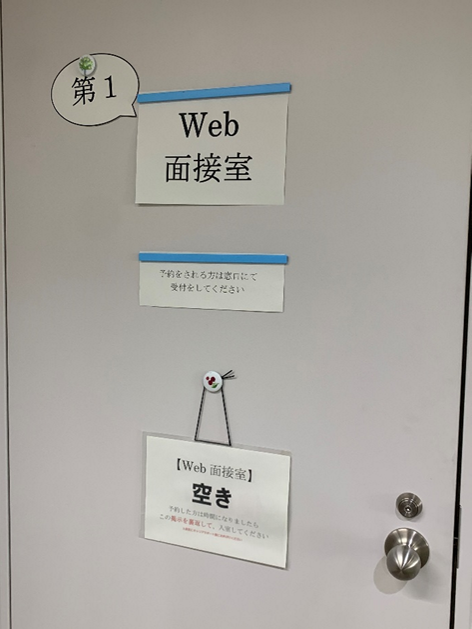 第1
Web
面接室
予約をされる方は窓口にて
受付をしてください
【Web 面接室】
空き
予約した方は時間になりましたら
この掲示を裏返して、入室してください